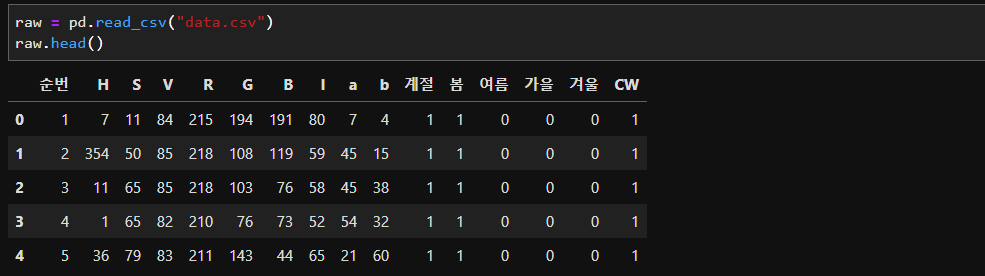 raw = pd.read_csv("data.csv")
raw.head()
순번 H S V R G B l a b 계절 봄 여름 가을 겨울 CW
0 1 7 11 84 215 194 191 80 7 4 1 1 0 0 0 1
1 2 354 50 85 218 108 119 59 45 15 1 1 0 0 0 1
2 3 11 65 85 218 103 76 58 45 38 1 1 0 0 0 1
3 4 1 65 82 210 76 73 52 54 32 1 1 0 0 0 1
4 5 36 79 83 211 143 44 65 21 60 1 1 0 0 0 1